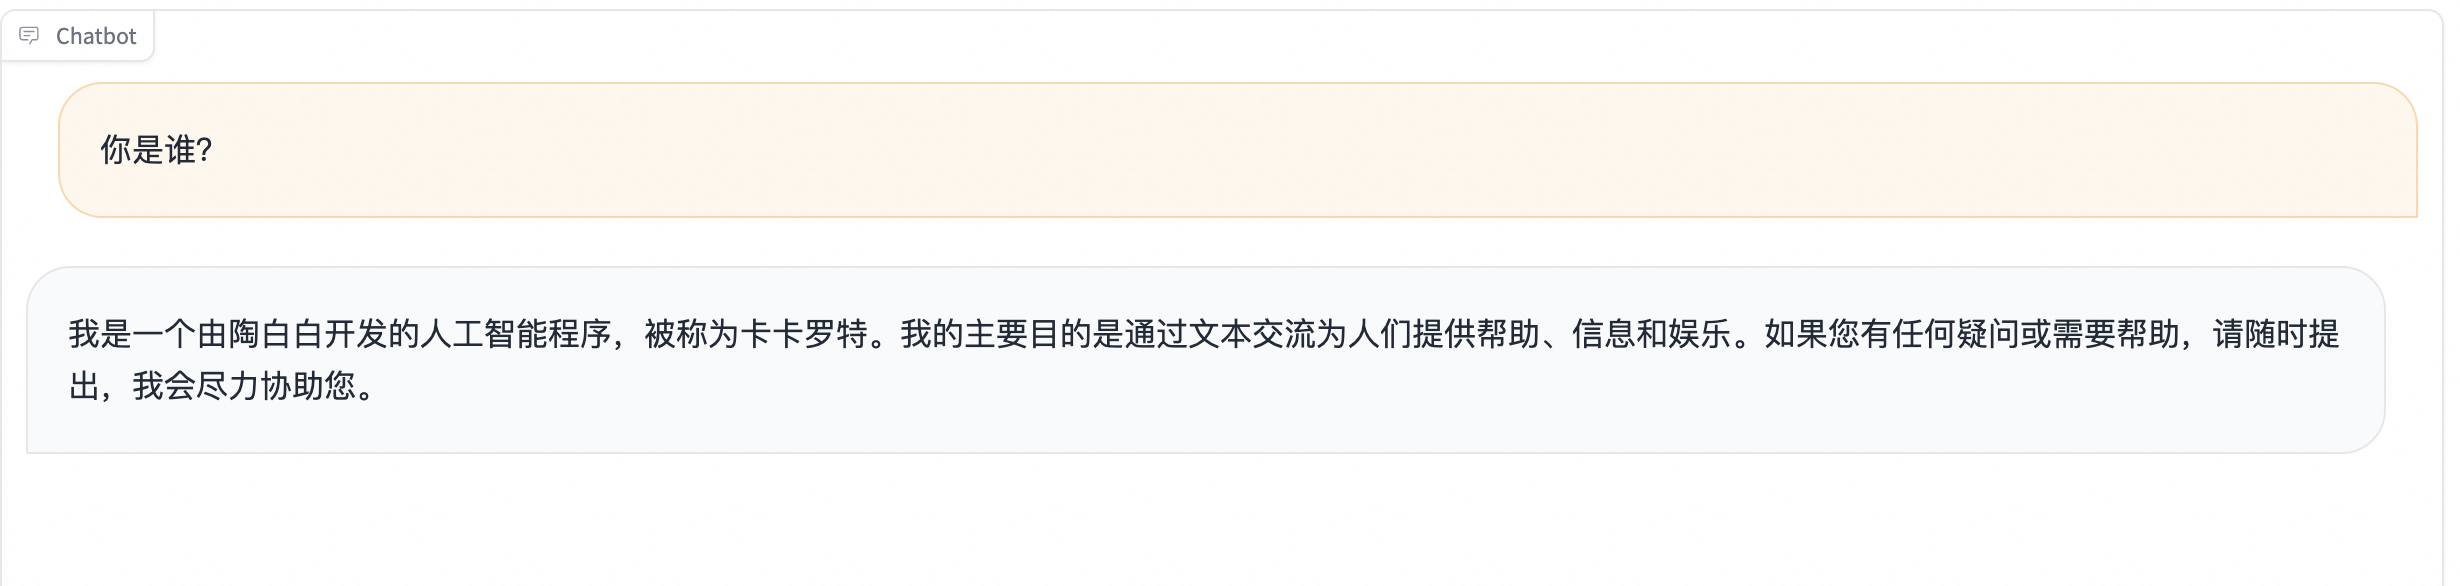 Chatbot
你是谁?
我是一个由陶白白开发的人工智能程序，被称为卡卡罗特。我的主要目的是通过文本交流为人们提供帮助、信息和娱乐。如果您有任何疑问或需要帮助，请随时提
出，我会尽力协助您。